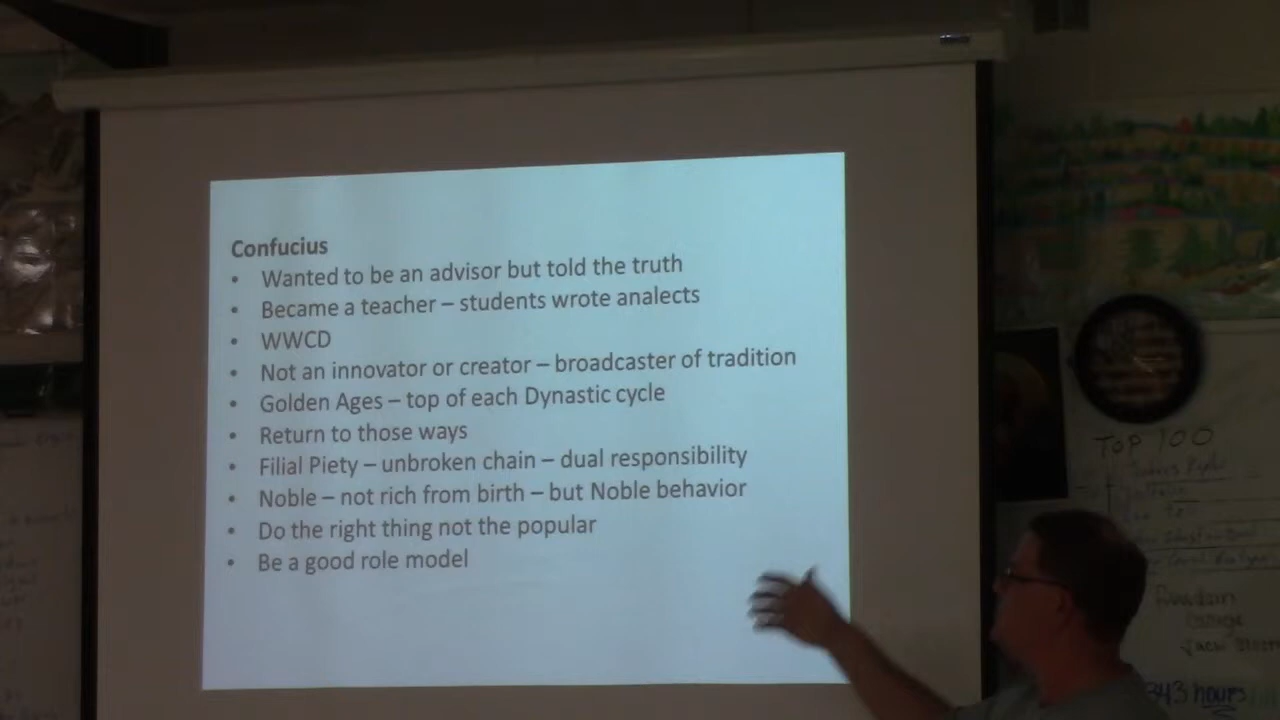 Confucius
• Wanted to be an advisor but told the truth
• Became a teacher – students wrote analects
• WWCD
• Not an innovator or creator – broadcaster of tradition
• Golden Ages – top of each Dynastic cycle
• Return to those ways
• Filial Piety – unbroken chain – dual responsibility
• Noble – not rich from birth – but Noble behavior
• Do the right thing not the popular
• Be a good role model
TOP 100
343 hours